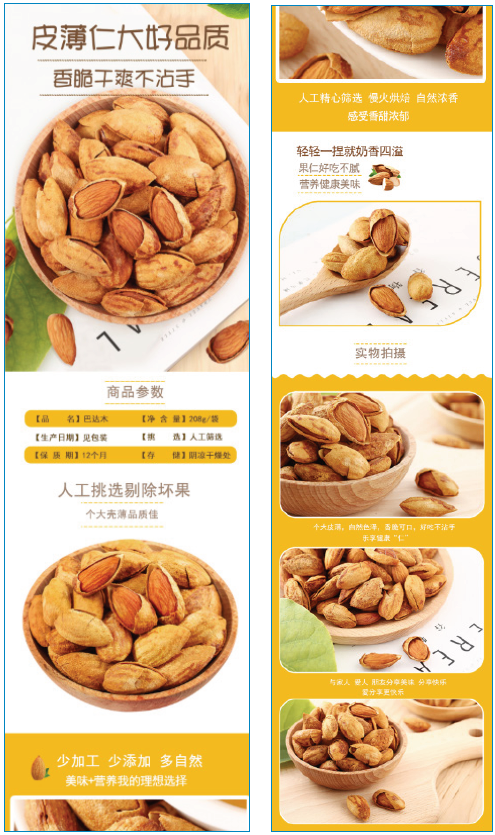 皮薄仁大好品质
香脆干爽不沾手
商品参数
【品 名】巴达木 【净 含 量】208g/袋
【生产日期】见包装 【挑 选】人工筛选
【保 质 期】12个月 【存 储】阴凉干燥处
人工挑选剔除坏果
个大壳薄品质佳
少加工 少添加 多自然
美味+营养我的理想选择
人工精心筛选 慢火烘焙 自然浓香
感受香甜浓郁
轻轻一捏就奶香四溢
果仁好吃不腻
营养健康美味
实物拍摄
个大皮薄，自然色泽，香脆可口，好吃不沾手
乐享健康“仁”
与家人 爱人 朋友分享美味 分享快乐
爱分享更快乐